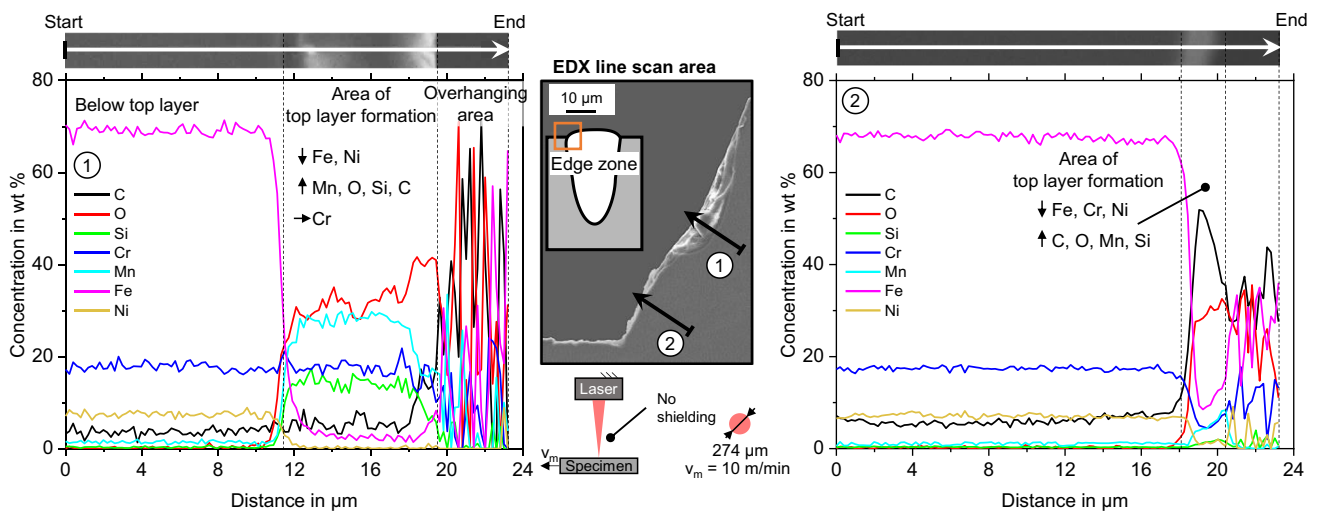 Start
End
80
60
40
20
0
Concentration in wt %
Below top layer
Area of
top layer formation
Overhanging
area
1
↓ Fe, Ni
↑ Mn, O, Si, C
→ Cr
C
O
Si
Cr
Mn
Fe
Ni
0 4 8 12 16 20 24
Distance in µm
EDX line scan area
10 µm
Edge zone
1
2
Laser
No
shielding
vm
Specimen
274 µm
vm = 10 m/min
Start
End
80
60
40
20
0
Concentration in wt %
2
Area of
top layer formation
↓ Fe, Cr, Ni
↑ C, O, Mn, Si
C
O
Si
Cr
Mn
Fe
Ni
0 4 8 12 16 20 24
Distance in µm